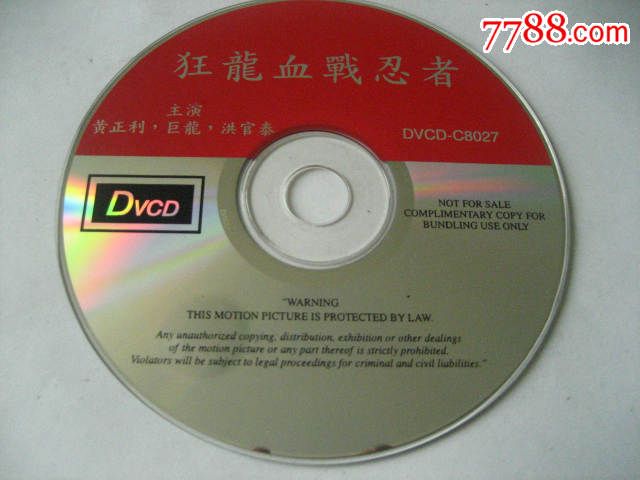 7788.com
狂龍血戰忍者
主演
黃正利，巨龍，洪官泰
DVCD-C8027
DVCD
NOT FOR SALE
COMPLIMENTARY COPY FOR
BUNDLING USE ONLY
"WARNING
THIS MOTION PICTURE IS PROTECTED BY LAW.
Any unauthorized copying, distribution, exhibition or other dealings
of the motion picture or any part thereof is strictly prohibited.
Violators will be subject to legal proceedings for criminal and civil liabilities."